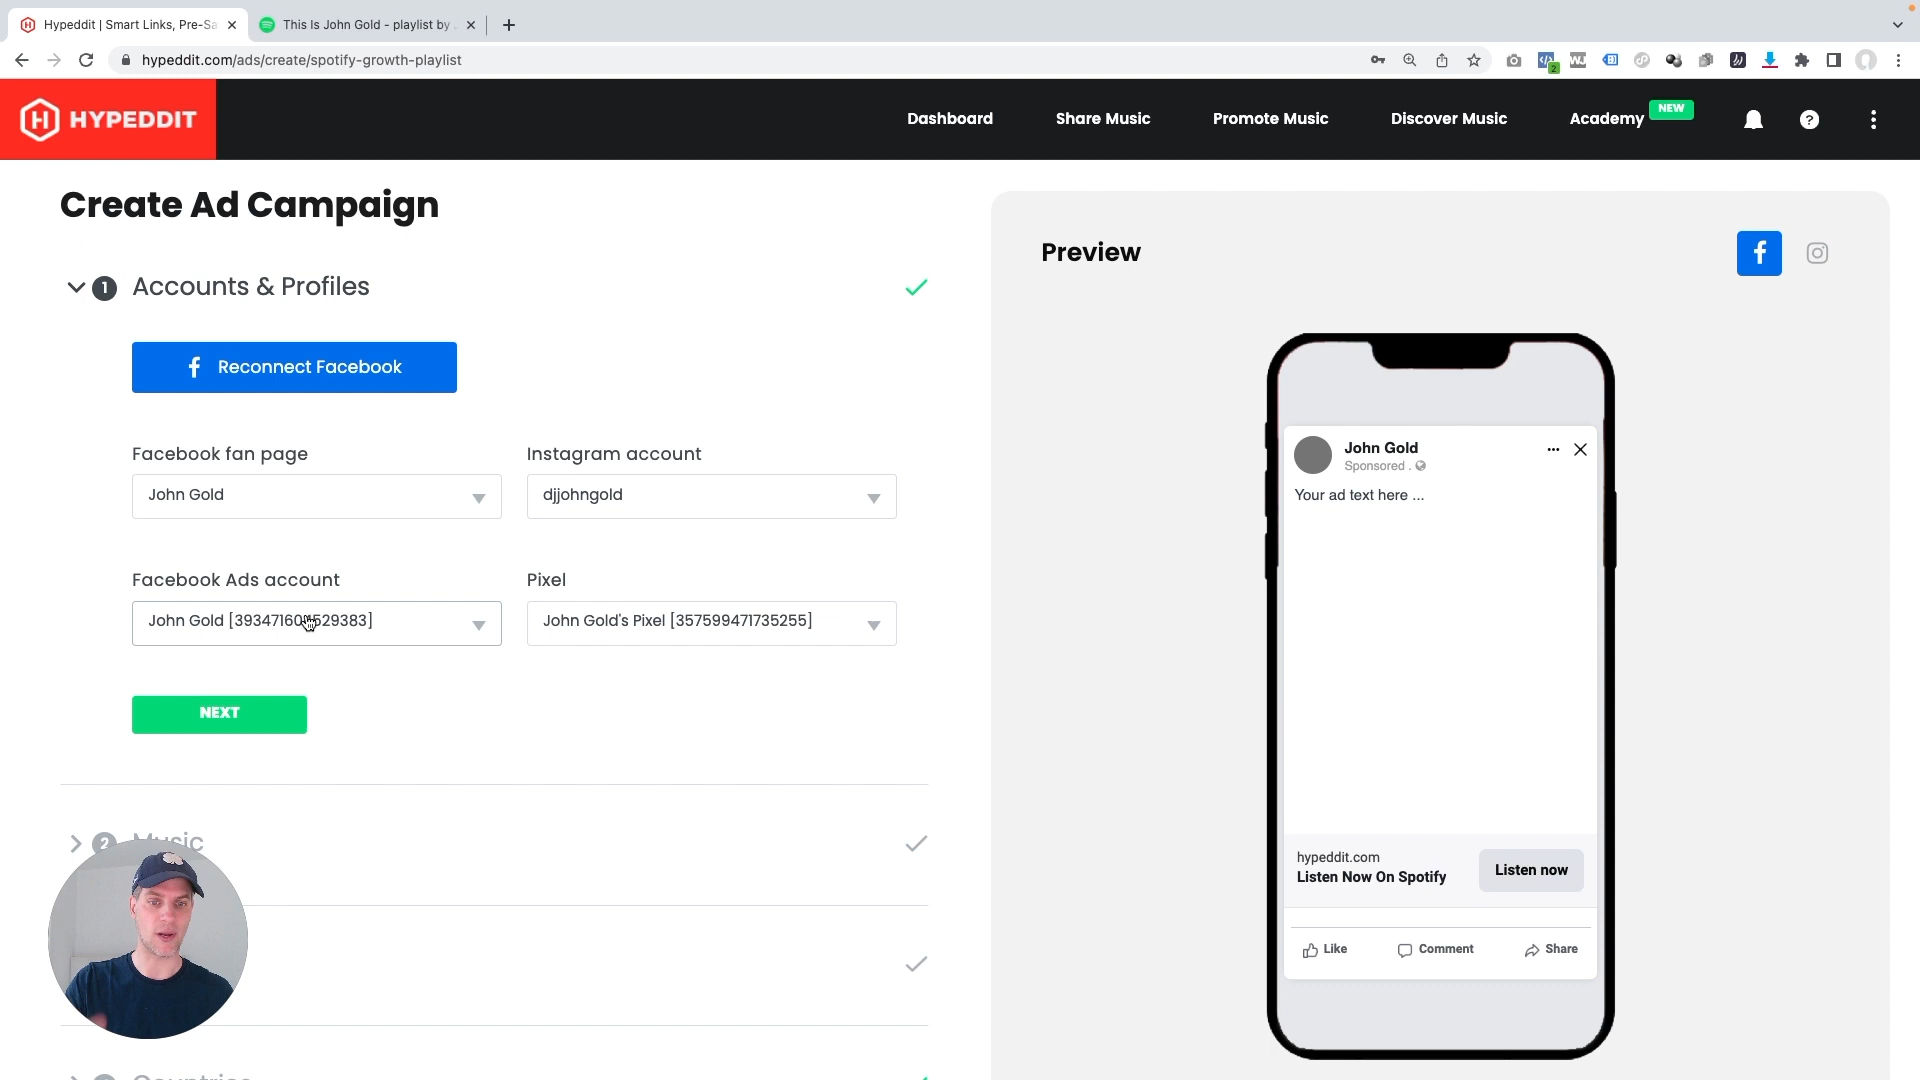 Hypeddit | Smart Links, Pre-Sa
This Is John Gold - playlist by
hypeddit.com/ads/create/spotify-growth-playlist
2
HYPEDDIT
Dashboard
Share Music
Promote Music
Discover Music
Academy
NEW
Create Ad Campaign
1 Accounts & Profiles
Reconnect Facebook
Facebook fan page
Instagram account
John Gold
djjohngold
Facebook Ads account
Pixel
John Gold's Pixel [357599471735255]
NEXT
2 Music
Countries
Preview
John Gold
Sponsored .
Your ad text here ...
hypeddit.com
Listen Now On Spotify
Listen now
Like
Comment
Share